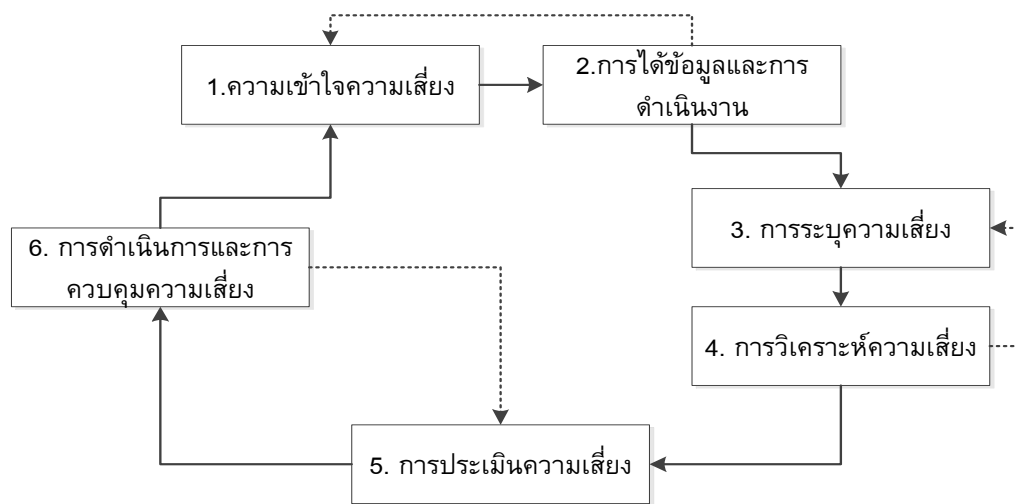 1.ความเข้าใจความเสี่ยง
2.การได้ข้อมูลและการ
ดำเนินงาน
3. การระบุความเสี่ยง
4. การวิเคราะห์ความเสี่ยง
5. การประเมินความเสี่ยง
6. การดำเนินการและการ
ควบคุมความเสี่ยง